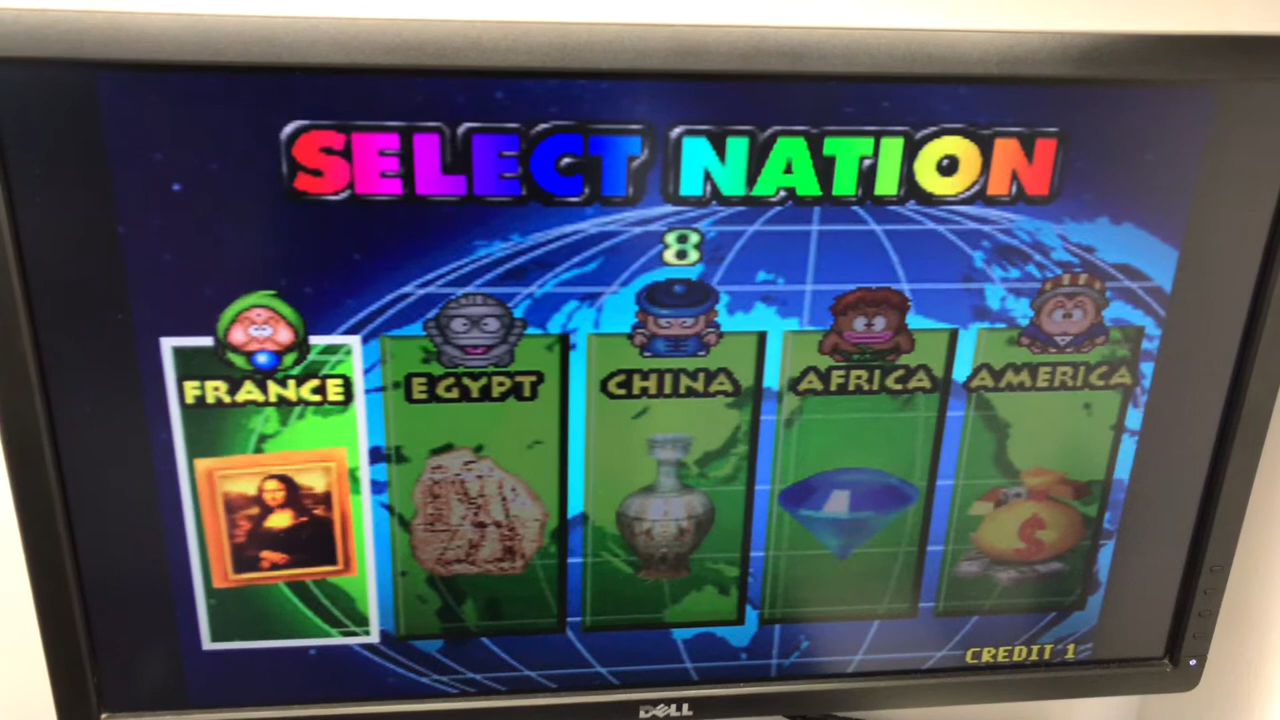 SELECT NATION
8
FRANCE
EGYPT
CHINA
AFRICA
AMERICA
$
CREDIT 1
DELL